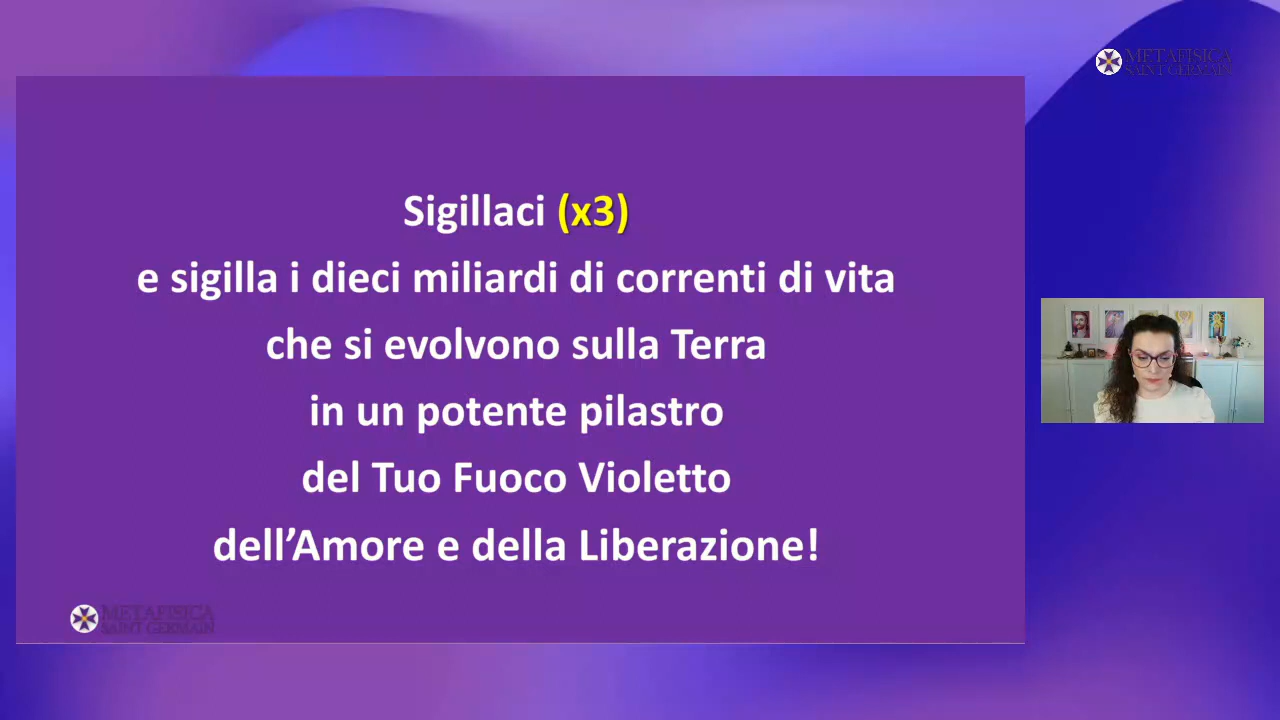 METAFISICA
SAINT GERMAIN
Sigillaci (x3)
e sigilla i dieci miliardi di correnti di vita
che si evolvono sulla Terra
in un potente pilastro
del Tuo Fuoco Violetto
dell’Amore e della Liberazione!
METAFISICA
SAINT GERMAIN